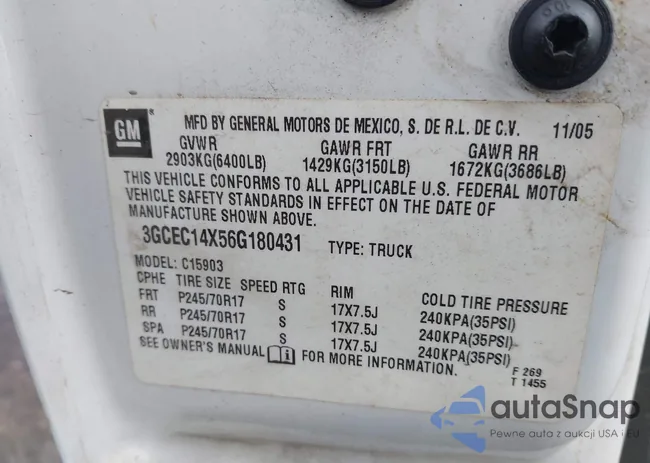 10.
GM ®
MFD BY GENERAL MOTORS DE MEXICO, S. DE R.L. DE C.V. 11/05
GVWR GAWR FRT GAWR RR
2903KG(6400LB) 1429KG(3150LB) 1672KG(3686LB)
THIS VEHICLE CONFORMS TO ALL APPLICABLE U.S. FEDERAL MOTOR
VEHICLE SAFETY STANDARDS IN EFFECT ON THE DATE OF
MANUFACTURE SHOWN ABOVE.
3GCEC14X56G180431 TYPE: TRUCK
MODEL: C15903
CPHE TIRE SIZE SPEED RTG RIM COLD TIRE PRESSURE
FRT P245/70R17 S 17X7.5J 240KPA(35PSI)
RR P245/70R17 S 17X7.5J 240KPA(35PSI)
SPA P245/70R17 S 17X7.5J 240KPA(35PSI)
SEE OWNER'S MANUAL FOR MORE INFORMATION.
F 269
T 1455
autaSnap
Pewne auta z aukcji USA - EU